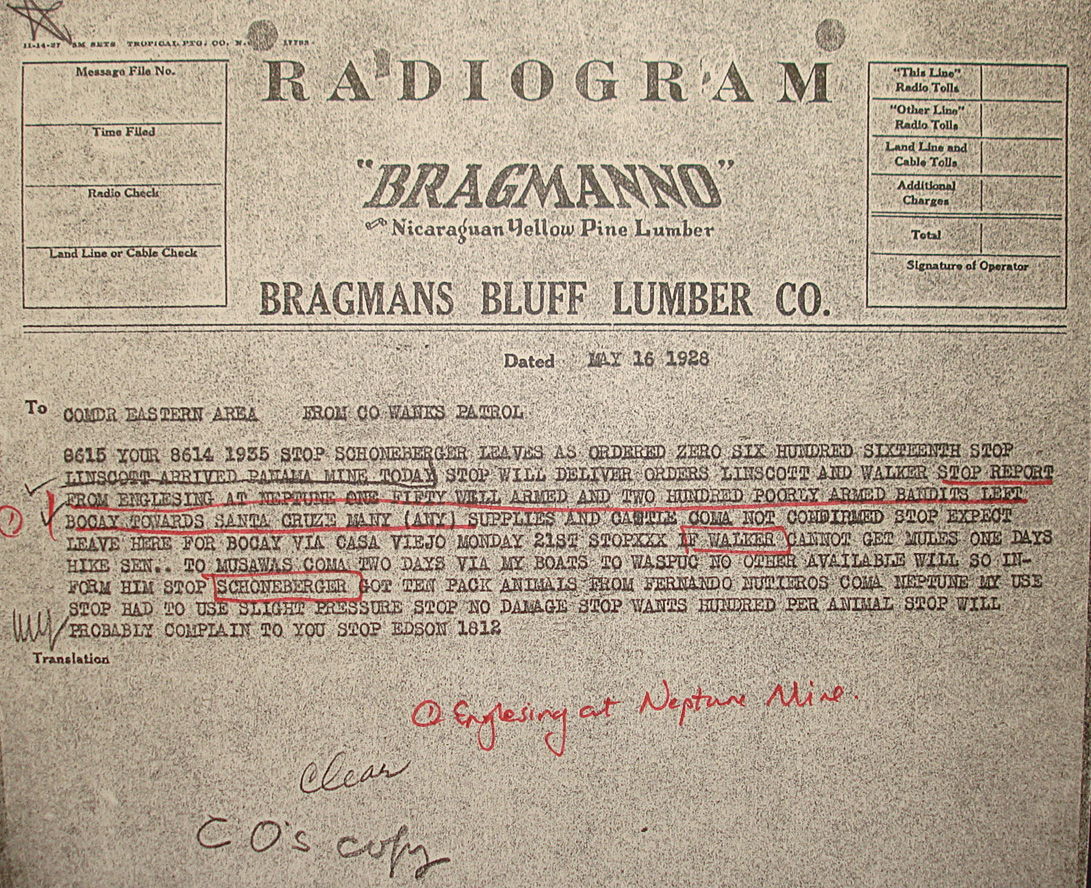 11-14-27 5M SETS TROPICAL PTG. CO. N.
RADIOGRAM
Message File No.
Time Filed
Radio Check
Land Line or Cable Check
"This Line"
Radio Tolls
"Other Line"
Radio Tolls
Land Line and
Cable Tolls
Additional
Charges
Total
Signature of Operator
"BRAGMANNO"
Nicaraguan Yellow Pine Lumber
BRAGMANS BLUFF LUMBER CO.
Dated MAY 16 1928
To COMDR EASTERN AREA FROM CO WANKS PATROL
8615 YOUR 8614 1935 STOP SCHONEBERGER LEAVES AS ORDERED ZERO SIX HUNDRED SIXTEENTH STOP
LINSCOTT ARRIVED PANAMA MINE TODAY STOP WILL DELIVER ORDERS LINSCOTT AND WALKER STOP REPORT
FROM ENGLESING AT NEPTUNE ONE FIFTY WELL ARMED AND TWO HUNDRED POORLY ARMED BANDITS LEFT
① BOCAY TOWARDS SANTA CRUZE MANY (ANY) SUPPLIES AND CASTLE COMA NOT CONDIRMED STOP EXPECT
LEAVE HERE FOR BOCAY VIA CASA VIEJO MONDAY 21ST STOPXXX IF WALKER CANNOT GET MULES ONE DAYS
HIKE SEN.. TO MUSAWAS COMA TWO DAYS VIA MY BOATS TO WASPUC NO OTHER AVAILABLE WILL SO IN-
FORM HIM STOP SCHONEBERGER GOT TEN PACK ANIMALS FROM FERNANDO NUTIEROS COMA NEPTUNE MY USE
STOP HAD TO USE SLIGHT PRESSURE STOP NO DAMAGE STOP WANTS HUNDRED PER ANIMAL STOP WILL
PROBABLY COMPLAIN TO YOU STOP EDSON 1812
Translation
① Englesing at Neptune Mine.
Clear
CO's copy